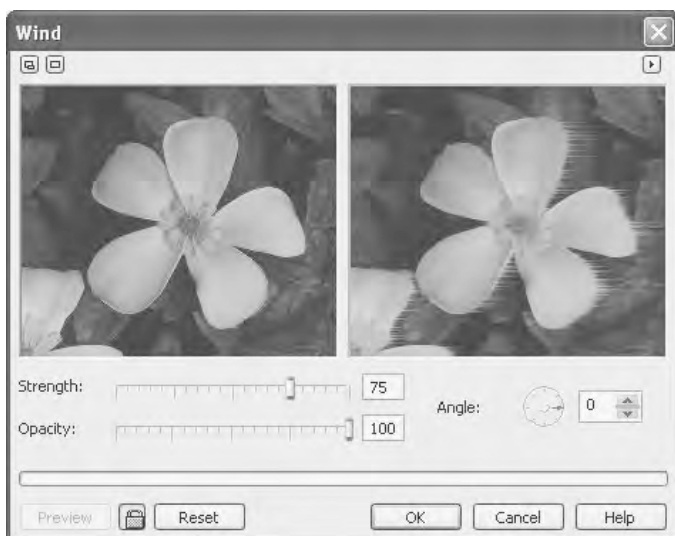 Wind
Strength: 75
Opacity: 100
Angle: 0
Preview Reset OK Cancel Help